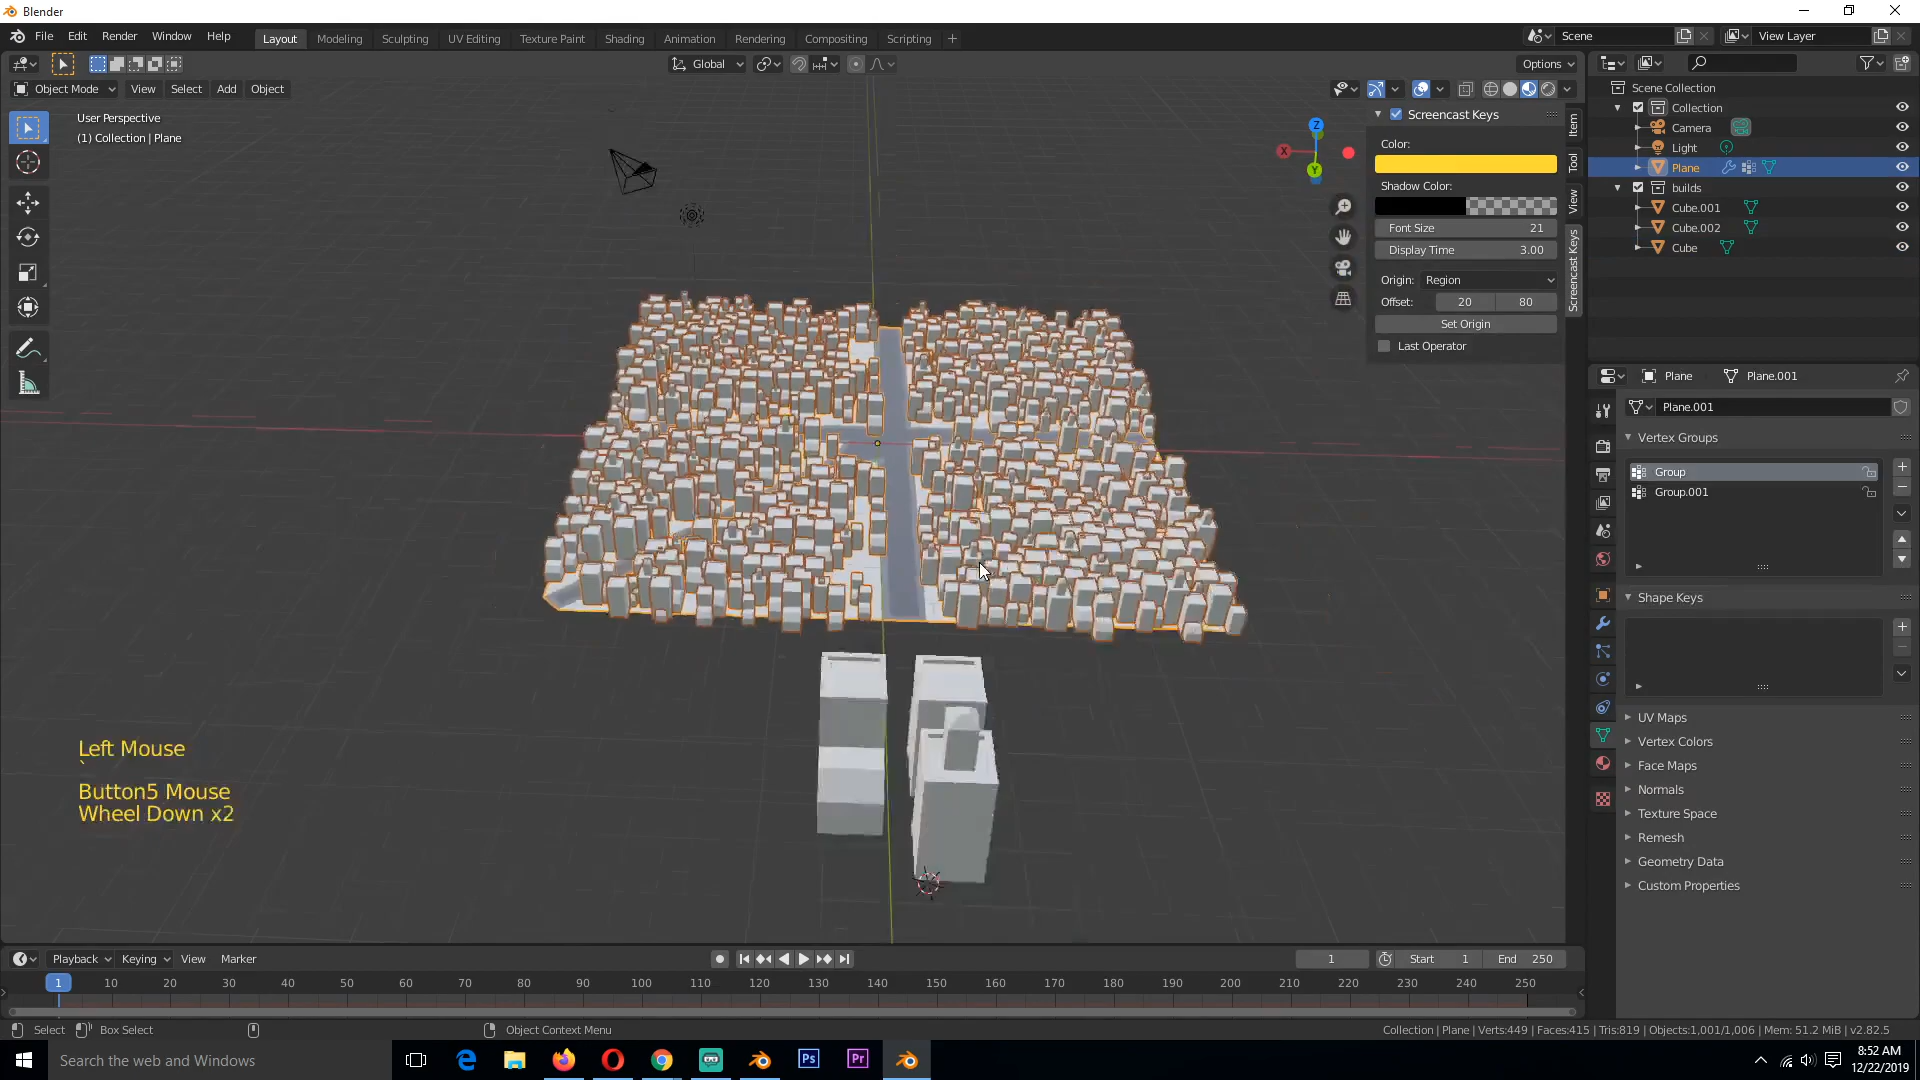 Blender
File Edit Render Window Help
Layout Modeling Sculpting UV Editing Texture Paint Shading Animation Rendering Compositing Scripting +
Scene
View Layer
Global
Options
Object Mode View Select Add Object
User Perspective
(1) Collection | Plane
Z
X
Y
Screencast Keys
Color:
Shadow Color:
Font Size 21
Display Time 3.00
Origin: Region
Offset: 20 80
Set Origin
Last Operator
Item
Tool
View
Screencast Keys
Scene Collection
Collection
Camera
Light
Plane
builds
Cube.001
Cube.002
Cube
Plane Plane.001
Plane.001
Vertex Groups
Group
Group.001
Shape Keys
UV Maps
Vertex Colors
Face Maps
Normals
Texture Space
Remesh
Geometry Data
Custom Properties
Left Mouse
`
Button5 Mouse
Wheel Down x2
Playback Keying View Marker
1 Start 1 End 250
1 10 20 30 40 50 60 70 80 90 100 110 120 130 140 150 160 170 180 190 200 210 220 230 240 250
Select Box Select Object Context Menu
Collection | Plane | Verts:449 | Faces:415 | Tris:819 | Objects:1,001/1,006 | Mem: 51.2 MiB | v2.82.5
Search the web and Windows
Ps
Pr
8:52 AM
12/22/2019